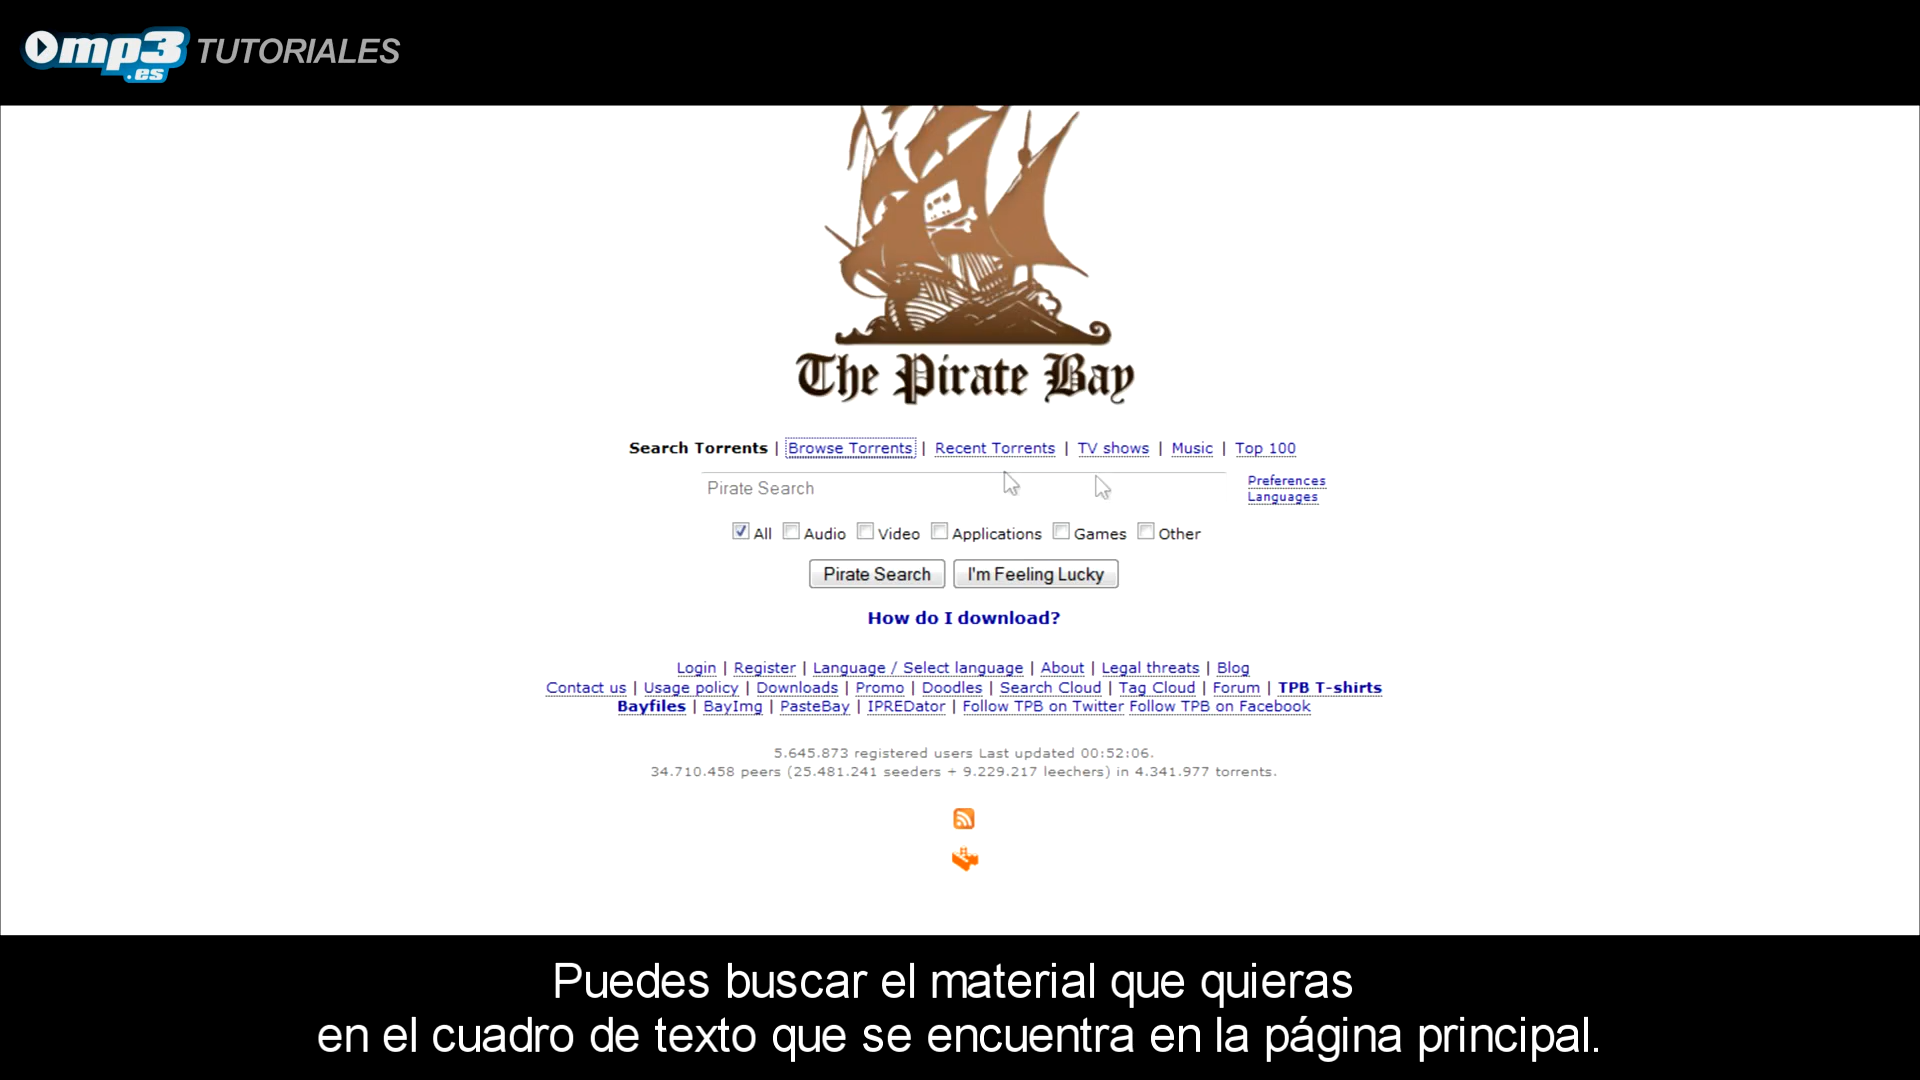 mp3.es TUTORIALES
The Pirate Bay
Search Torrents | Browse Torrents | Recent Torrents | TV shows | Music | Top 100
Pirate Search
Preferences
Languages
All Audio Video Applications Games Other
Pirate Search I'm Feeling Lucky
How do I download?
Login | Register | Language / Select language | About | Legal threats | Blog
Contact us | Usage policy | Downloads | Promo | Doodles | Search Cloud | Tag Cloud | Forum | TPB T-shirts
Bayfiles | BayImg | PasteBay | IPREDator | Follow TPB on Twitter Follow TPB on Facebook
5.645.873 registered users Last updated 00:52:06.
34.710.458 peers (25.481.241 seeders + 9.229.217 leechers) in 4.341.977 torrents.
Puedes buscar el material que quieras
en el cuadro de texto que se encuentra en la página principal.